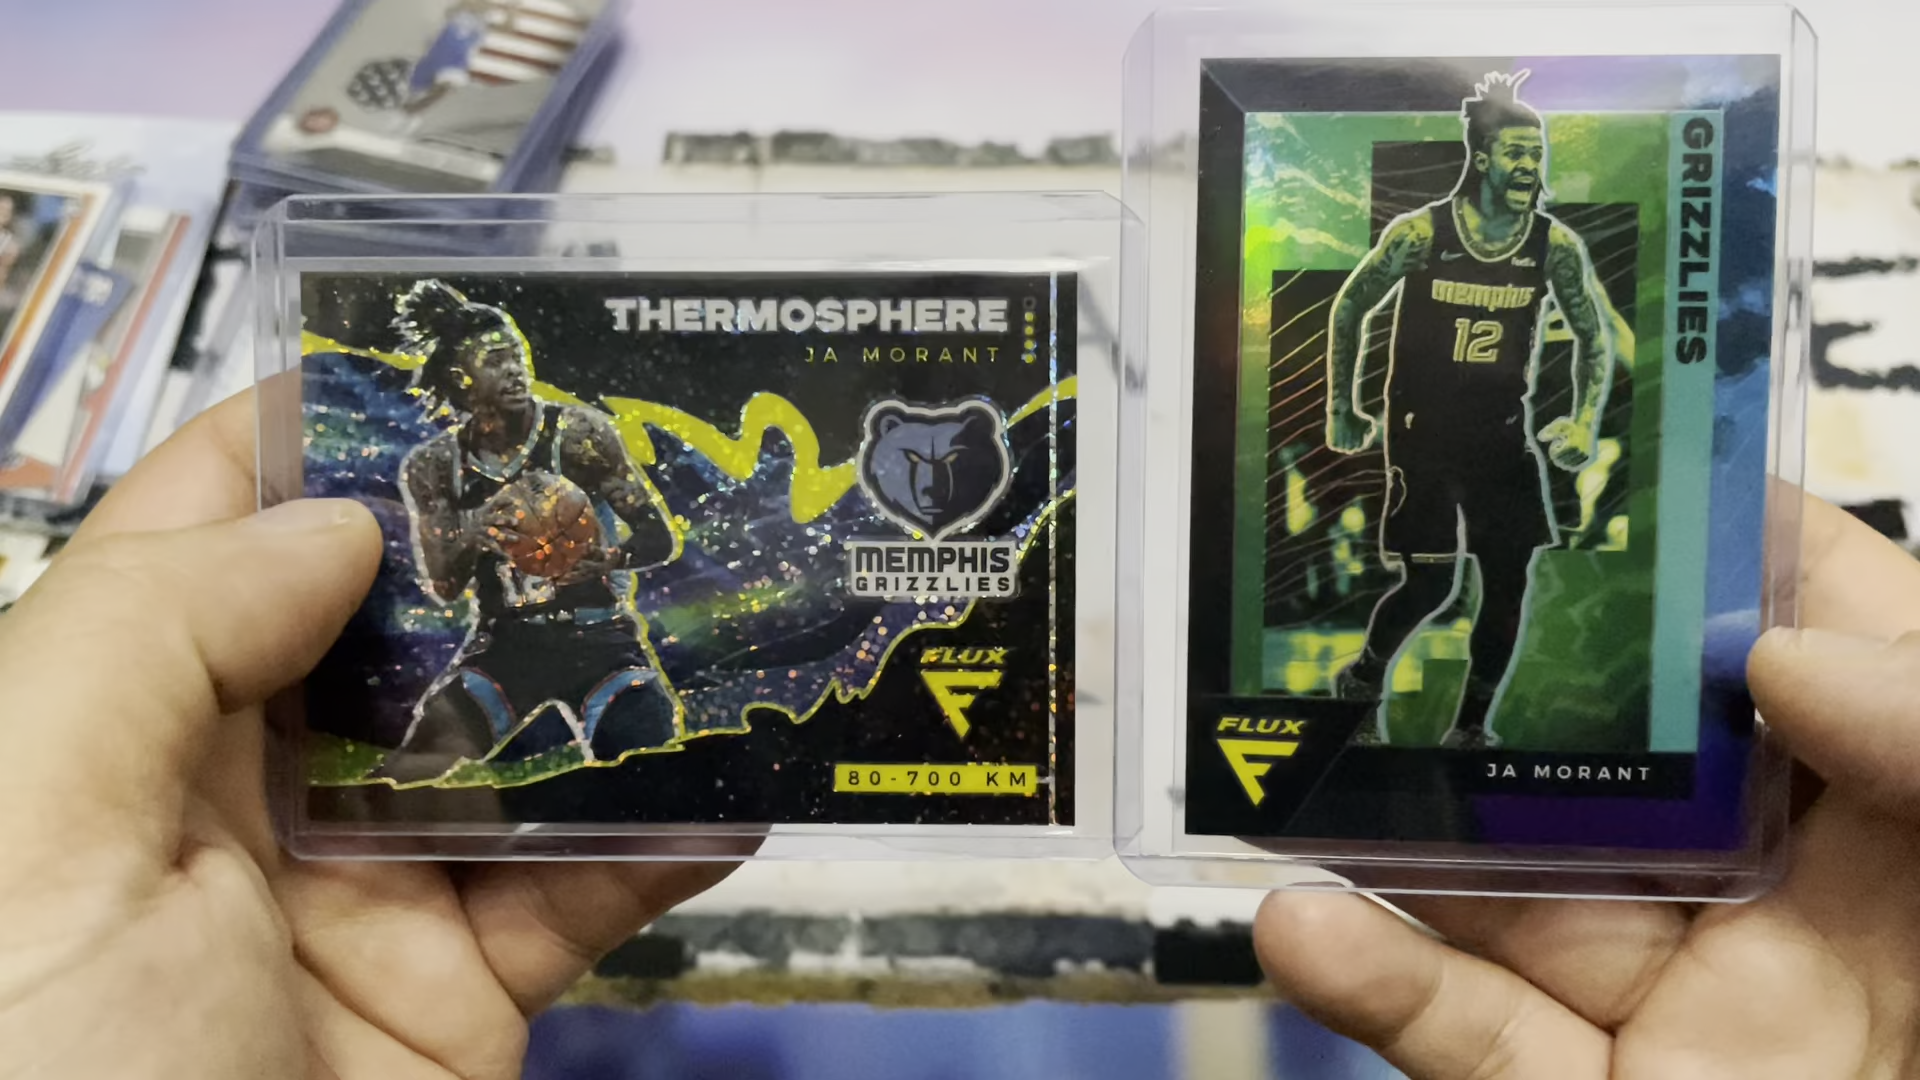 THERMOSPHERE
JA MORANT
MEMPHIS
GRIZZLIES
FLUX
80-700 KM
GRIZZLIES
memphis
12
FLUX
JA MORANT